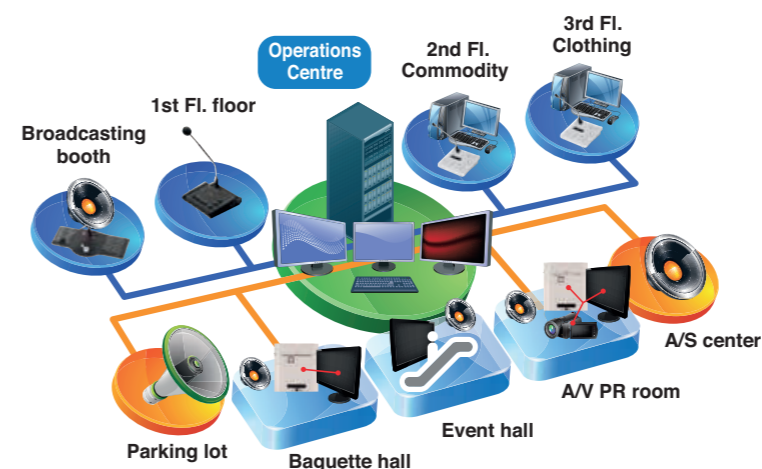 Operations
Centre
2nd Fl.
Commodity
3rd Fl.
Clothing
1st Fl. floor
Broadcasting
booth
A/S center
A/V PR room
Event hall
Parking lot
Baquette hall